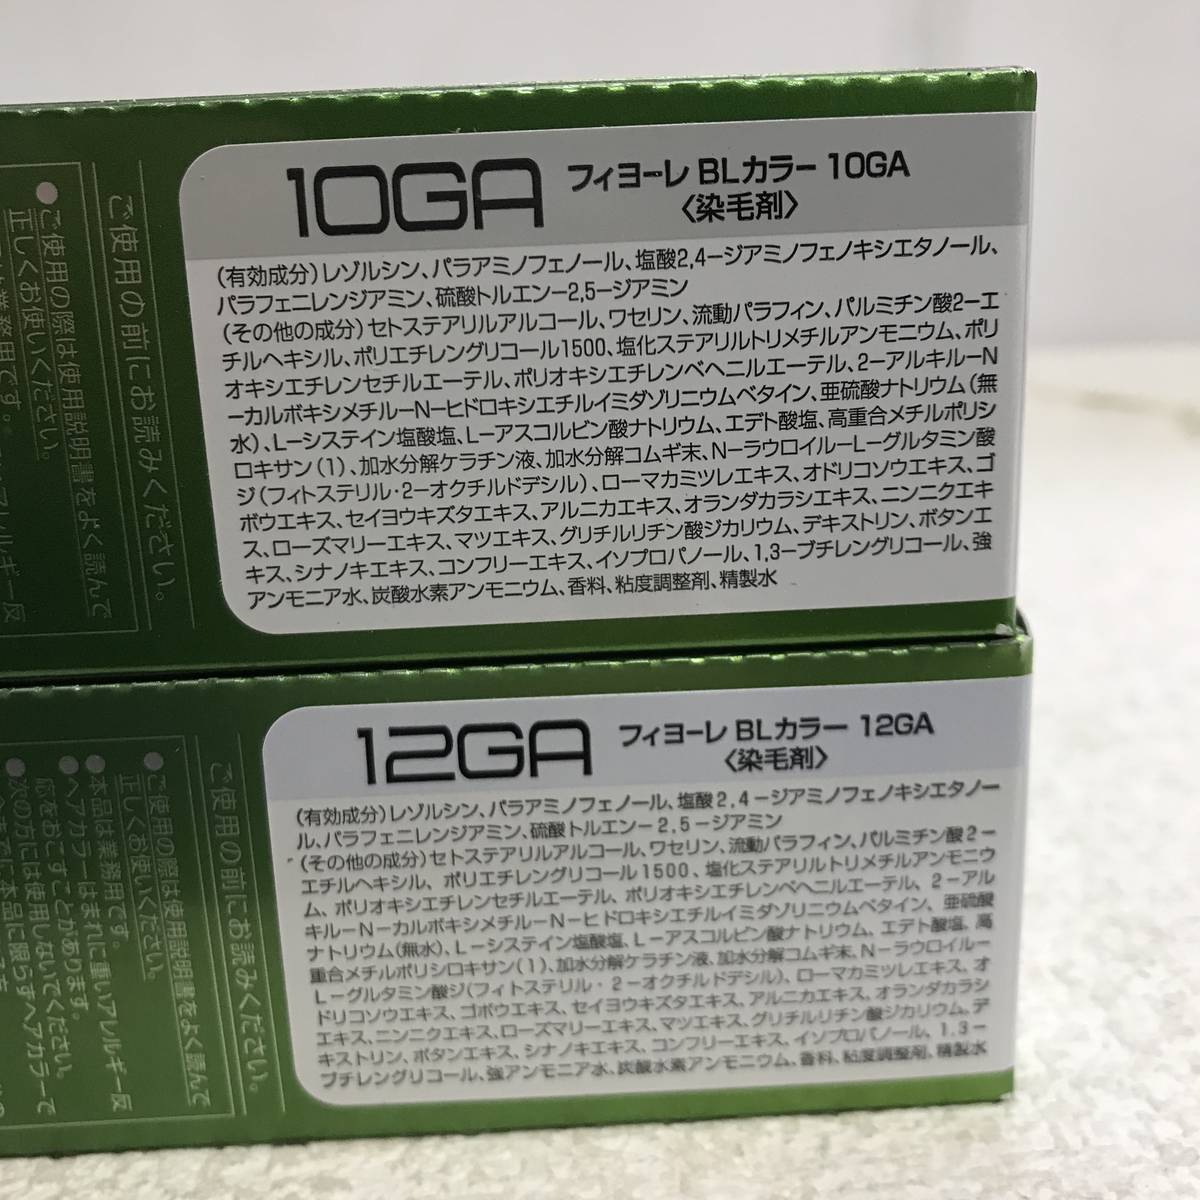 10GA
フィヨーレ BLカラー 10GA
〈染毛剤〉
(有効成分)レゾルシン、パラアミノフェノール、塩酸2,4-ジアミノフェノキシエタノール、
パラフェニレンジアミン、硫酸トルエン-2,5-ジアミン
(その他の成分)セトステアリルアルコール、ワセリン、流動パラフィン、パルミチン酸2-エ
チルヘキシル、ポリエチレングリコール1500、塩化ステアリルトリメチルアンモニウム、ポリ
オキシエチレンセチルエーテル、ポリオキシエチレンベヘニルエーテル、2-アルキル-N
-カルボキシメチル-N-ヒドロキシエチルイミダゾリニウムベタイン、亜硫酸ナトリウム(無
水)、L-システイン塩酸塩、L-アスコルビン酸ナトリウム、エデト酸塩、高重合メチルポリシ
ロキサン(1)、加水分解ケラチン液、加水分解コムギ末、N-ラウロイル-L-グルタミン酸
ジ(フィトステリル・2-オクチルドデシル)、ローマカミツレエキス、オドリコソウエキス、ゴ
ボウエキス、セイヨウキズタエキス、アルニカエキス、オランダカラシエキス、ニンニクエキ
ス、ローズマリーエキス、マツエキス、グリチルリチン酸ジカリウム、デキストリン、ボタンエ
キス、シナノキエキス、コンフリーエキス、イソプロパノール、1,3-ブチレングリコール、強
アンモニア水、炭酸水素アンモニウム、香料、粘度調整剤、精製水
ご使用の前にお読みください。
●ご使用の際は使用説明書をよく読んで
正しくお使いください。
12GA
フィヨーレ BLカラー 12GA
〈染毛剤〉
(有効成分)レゾルシン、パラアミノフェノール、塩酸2,4-ジアミノフェノキシエタノー
ル、パラフェニレンジアミン、硫酸トルエン-2,5-ジアミン
(その他の成分)セトステアリルアルコール、ワセリン、流動パラフィン、パルミチン酸2-
エチルヘキシル、ポリエチレングリコール1500、塩化ステアリルトリメチルアンモニウ
ム、ポリオキシエチレンセチルエーテル、ポリオキシエチレンベヘニルエーテル、2-アル
キル-N-カルボキシメチル-N-ヒドロキシエチルイミダゾリニウムベタイン、亜硫酸
ナトリウム(無水)、L-システイン塩酸塩、L-アスコルビン酸ナトリウム、エデト酸塩、高
重合メチルポリシロキサン(1)、加水分解ケラチン液、加水分解コムギ末、N-ラウロイル-
L-グルタミン酸ジ(フィトステリル・2-オクチルドデシル)、ローマカミツレエキス、オ
ドリコソウエキス、ゴボウエキス、セイヨウキズタエキス、アルニカエキス、オランダカラシ
エキス、ニンニクエキス、ローズマリーエキス、マツエキス、グリチルリチン酸ジカリウム、デ
キストリン、ボタンエキス、シナノキエキス、コンフリーエキス、イソプロパノール、1,3-
ブチレングリコール、強アンモニア水、炭酸水素アンモニウム、香料、粘度調整剤、精製水
ご使用の前にお読みください。
●ご使用の際は使用説明書をよく読んで
正しくお使いください。
●本品は業務用です。
●ヘアカラーはまれに重いアレルギー反
応をおこすことがあります。
●次の方には使用しないでください。